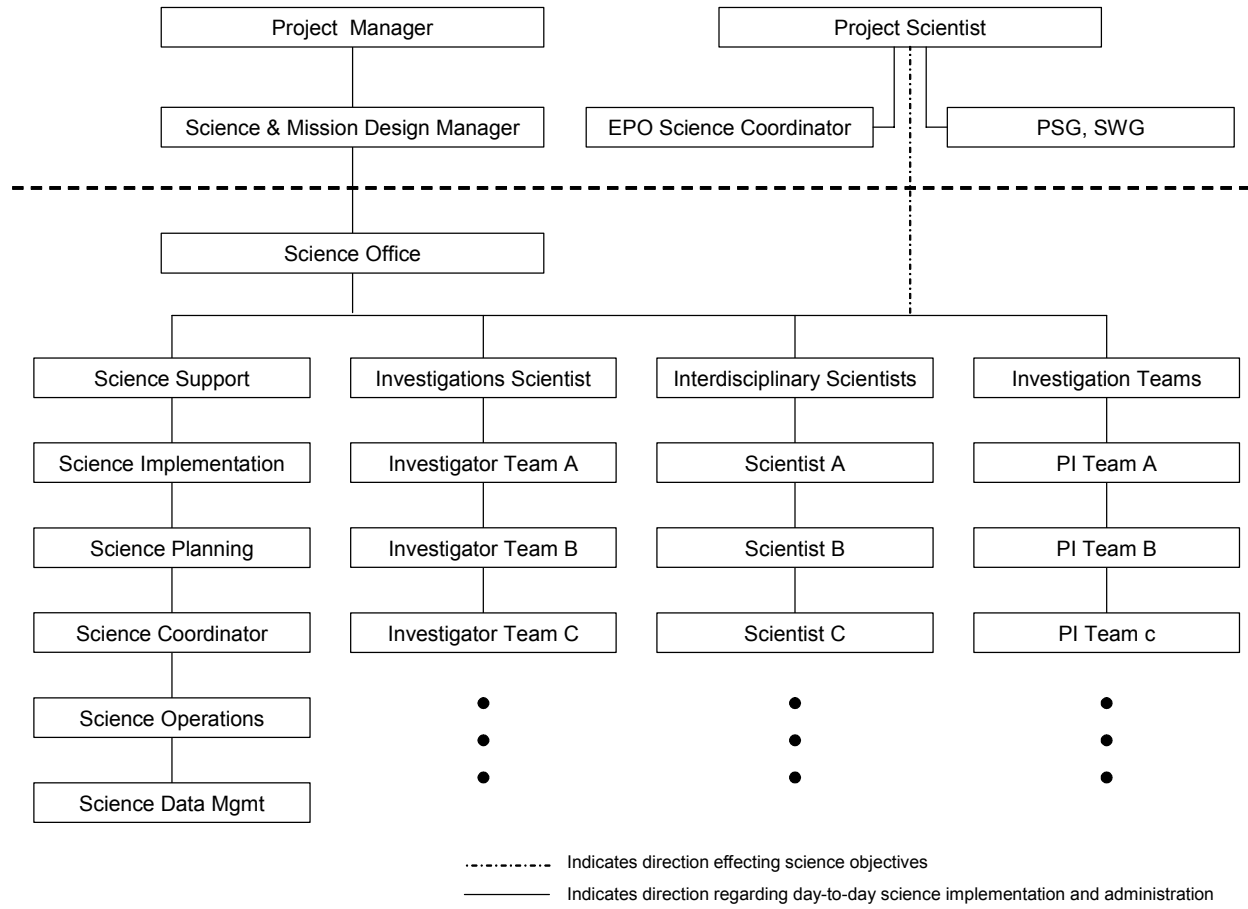 Project Manager
Project Scientist
Science & Mission Design Manager
EPO Science Coordinator
PSG, SWG
Science Office
Science Support
Investigations Scientist
Interdisciplinary Scientists
Investigation Teams
Science Implementation
Investigator Team A
Scientist A
PI Team A
Science Planning
Investigator Team B
Scientist B
PI Team B
Science Coordinator
Investigator Team C
Scientist C
PI Team c
Science Operations
Science Data Mgmt
Indicates direction effecting science objectives
Indicates direction regarding day-to-day science implementation and administration